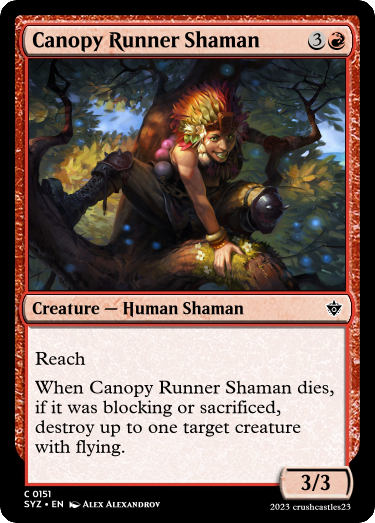 Canopy Runner Shaman 3
Creature — Human Shaman
Reach
When Canopy Runner Shaman dies,
if it was blocking or sacrificed,
destroy up to one target creature
with flying.
3/3
C 0151
SYZ • EN ALEX ALEXANDROV
2023 crushcastles23